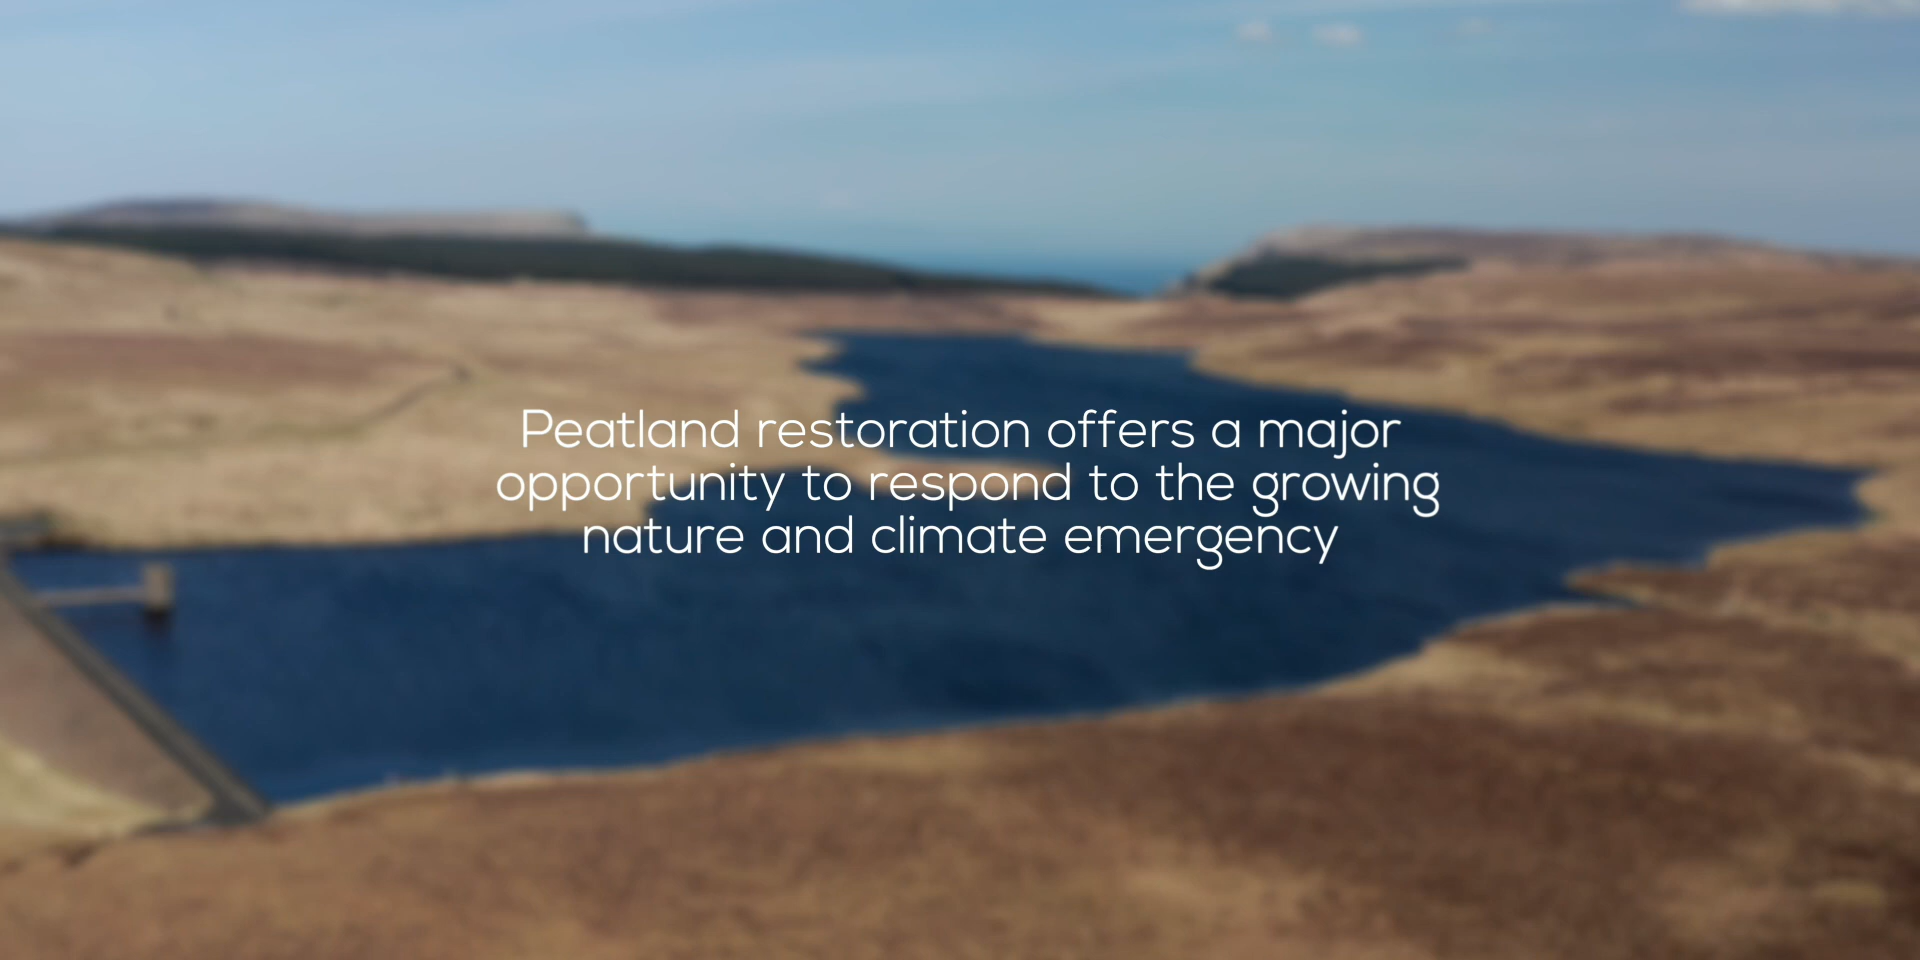 Peatland restoration offers a major
opportunity to respond to the growing
nature and climate emergency